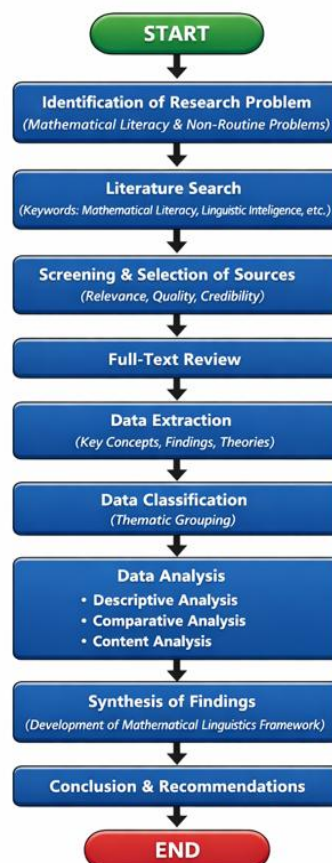 START
Identification of Research Problem
(Mathematical Literacy & Non-Routine Problems)
Literature Search
(Keywords: Mathematical Literacy, Linguistic Inteligence, etc.)
Screening & Selection of Sources
(Relevance, Quality, Credibility)
Full-Text Review
Data Extraction
(Key Concepts, Findings, Theories)
Data Classification
(Thematic Grouping)
Data Analysis
• Descriptive Analysis
• Comparative Analysis
• Content Analysis
Synthesis of Findings
(Development of Mathematical Linguistics Framework)
Conclusion & Recommendations
END